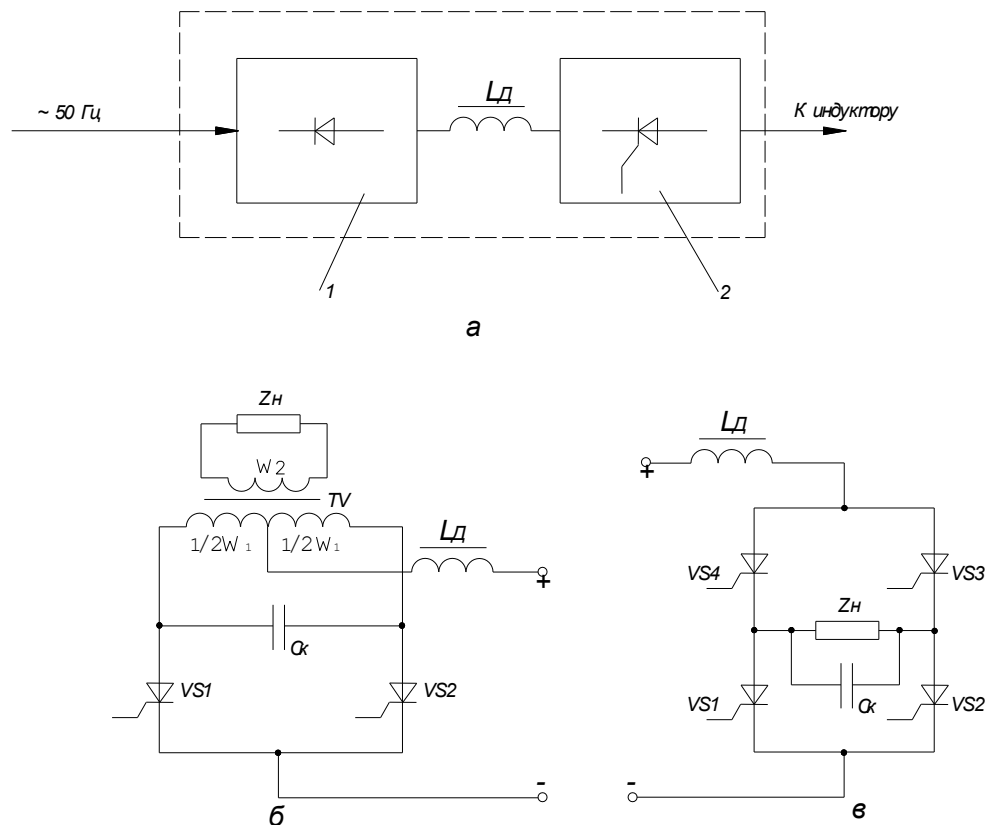 ~ 50 Гц
Lд
К индуктору
1
2
а
Zн
W2
TV
1/2W₁ 1/2W₁
Lд
+
Cк
VS1
VS2
-
б
Lд
+
VS4
VS3
Zн
VS1
VS2
Cк
-
в